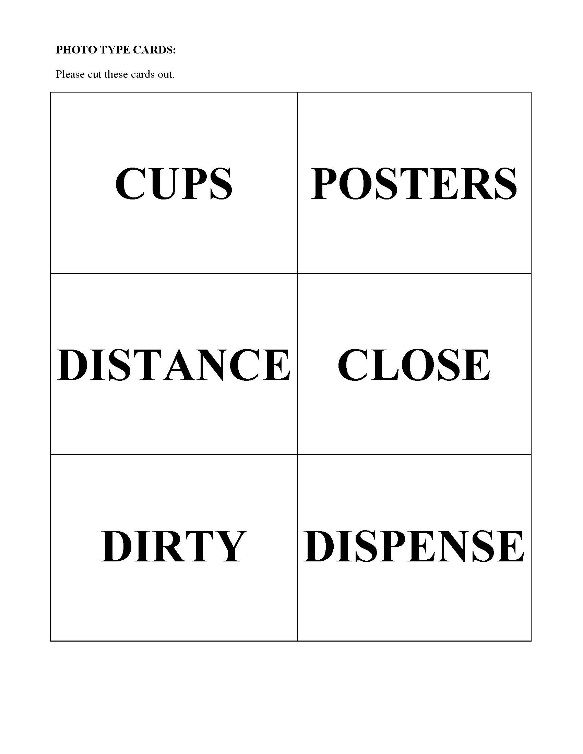 PHOTO TYPE CARDS:
Please cut these cards out.
CUPS
POSTERS
DISTANCE
CLOSE
DIRTY
DISPENSE